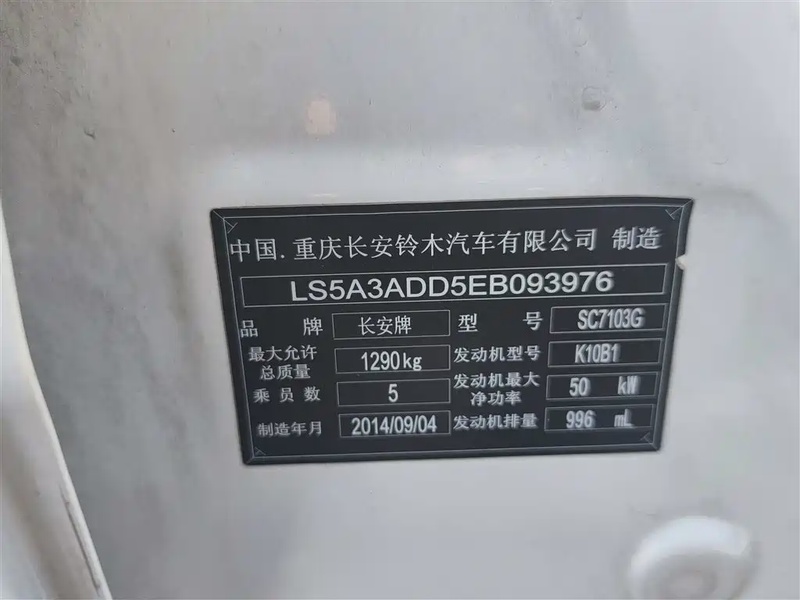 中国.重庆长安铃木汽车有限公司 制造
LS5A3ADD5EB093976
品 牌 长安牌 型 号 SC7103G
最大允许总质量 1290kg 发动机型号 K10B1
乘员数 5 发动机最大净功率 50 kW
制造年月 2014/09/04 发动机排量 996 mL